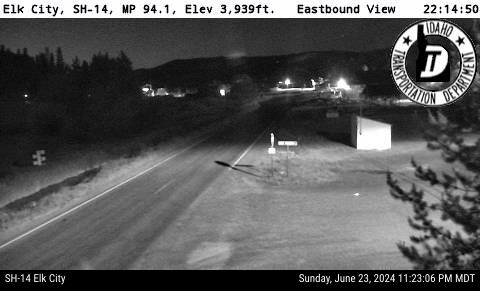 Elk City, SH-14, MP 94.1, Elev 3,939ft. Eastbound View 22:14:50
IDAHO
TRANSPORTATION DEPARTMENT
SH-14 Elk City Sunday, June 23, 2024 11:23:06 PM MDT